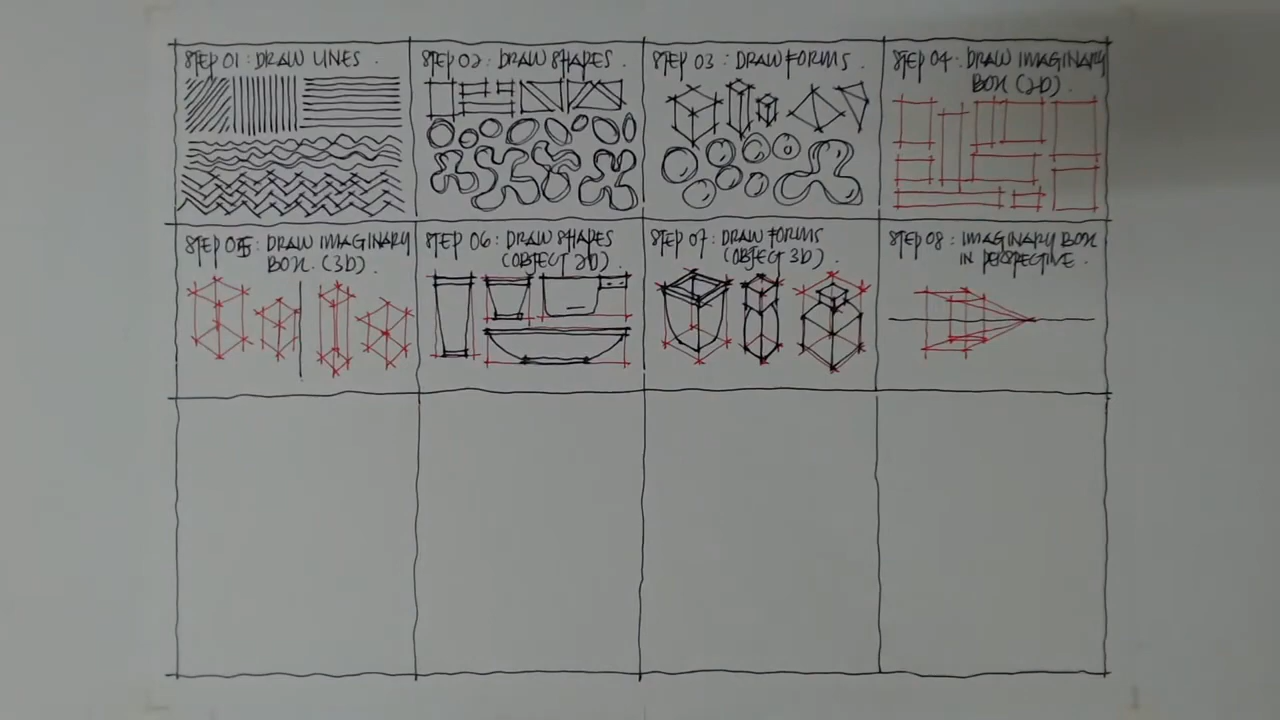 STEP 01 : DRAW LINES .
STEP 02 : DRAW SHAPES .
STEP 03 : DRAW FORMS .
STEP 04 : DRAW IMAGINARY
BOX (2D) .
STEP 05 : DRAW IMAGINARY
BOX. (3D) .
STEP 06 : DRAW SHAPES
(OBJECT 2D) .
STEP 07 : DRAW FORMS
(OBJECT 3D) .
STEP 08 : IMAGINARY BOX
IN PERSPECTIVE .